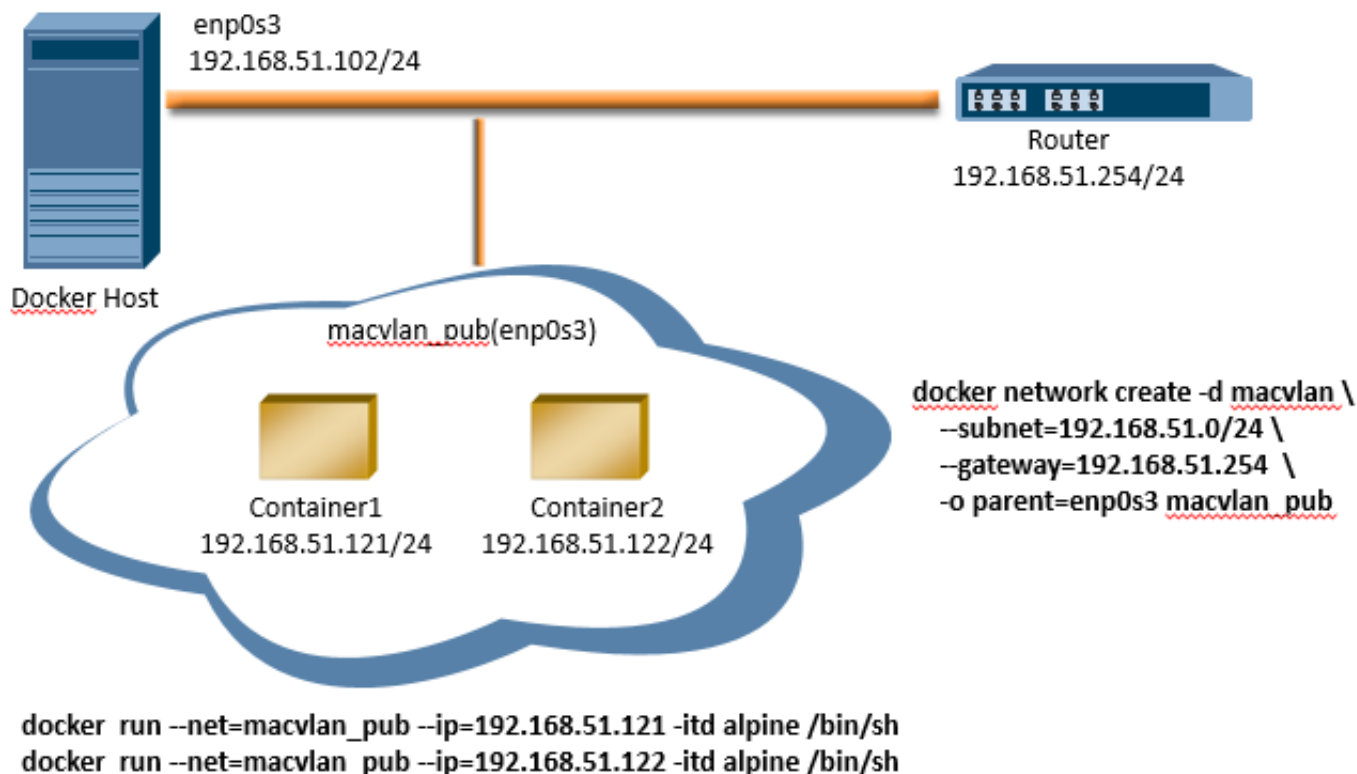 enp0s3
192.168.51.102/24
Router
192.168.51.254/24
Docker Host
macvlan_pub(enp0s3)
Container1
192.168.51.121/24
Container2
192.168.51.122/24
docker network create -d macvlan \
--subnet=192.168.51.0/24 \
--gateway=192.168.51.254 \
-o parent=enp0s3 macvlan_pub
docker run --net=macvlan_pub --ip=192.168.51.121 -itd alpine /bin/sh
docker run --net=macvlan_pub --ip=192.168.51.122 -itd alpine /bin/sh